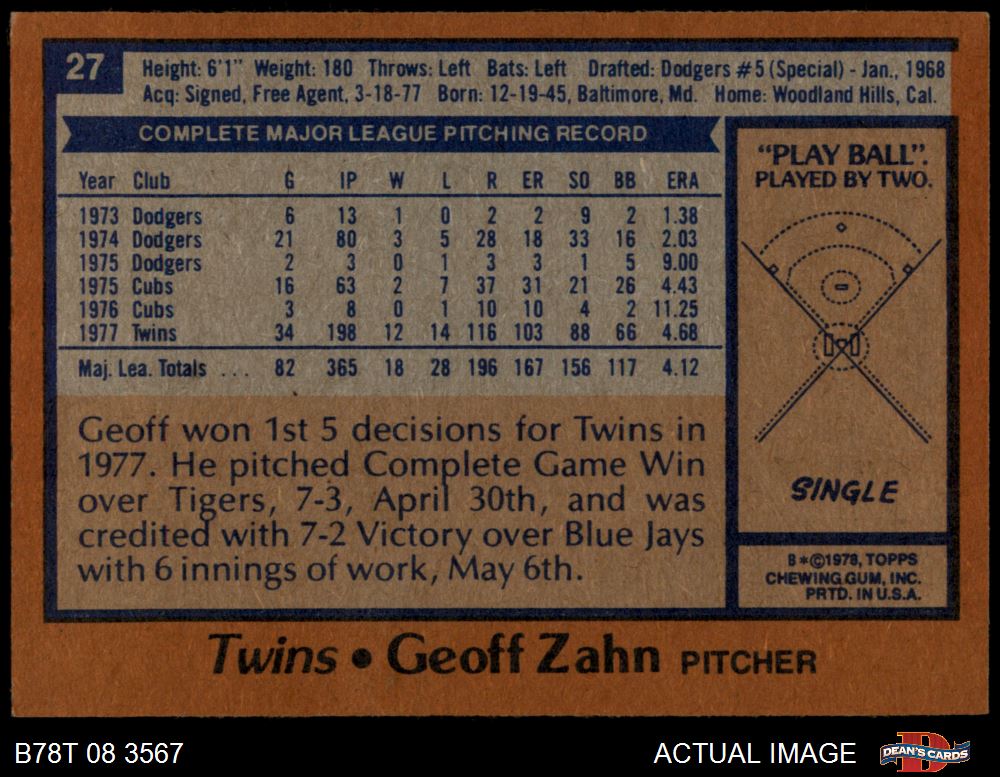 27
Height: 6'1" Weight: 180 Throws: Left Bats: Left Drafted: Dodgers #5 (Special) - Jan., 1968
Acq: Signed, Free Agent, 3-18-77 Born: 12-19-45, Baltimore, Md. Home: Woodland Hills, Cal.
COMPLETE MAJOR LEAGUE PITCHING RECORD
Year Club G IP W L R ER SO BB ERA
1973 Dodgers 6 13 1 0 2 2 9 2 1.38
1974 Dodgers 21 80 3 5 28 18 33 16 2.03
1975 Dodgers 2 3 0 1 3 3 1 5 9.00
1975 Cubs 16 63 2 7 37 31 21 26 4.43
1976 Cubs 3 8 0 1 10 10 4 2 11.25
1977 Twins 34 198 12 14 116 103 88 66 4.68
Maj. Lea. Totals ... 82 365 18 28 196 167 156 117 4.12
Geoff won 1st 5 decisions for Twins in
1977. He pitched Complete Game Win
over Tigers, 7-3, April 30th, and was
credited with 7-2 Victory over Blue Jays
with 6 innings of work, May 6th.
"PLAY BALL".
PLAYED BY TWO.
SINGLE
B*©1978, TOPPS
CHEWING GUM, INC.
PRTD. IN U.S.A.
Twins • Geoff Zahn PITCHER
B78T 08 3567
ACTUAL IMAGE
DEAN'S CARDS